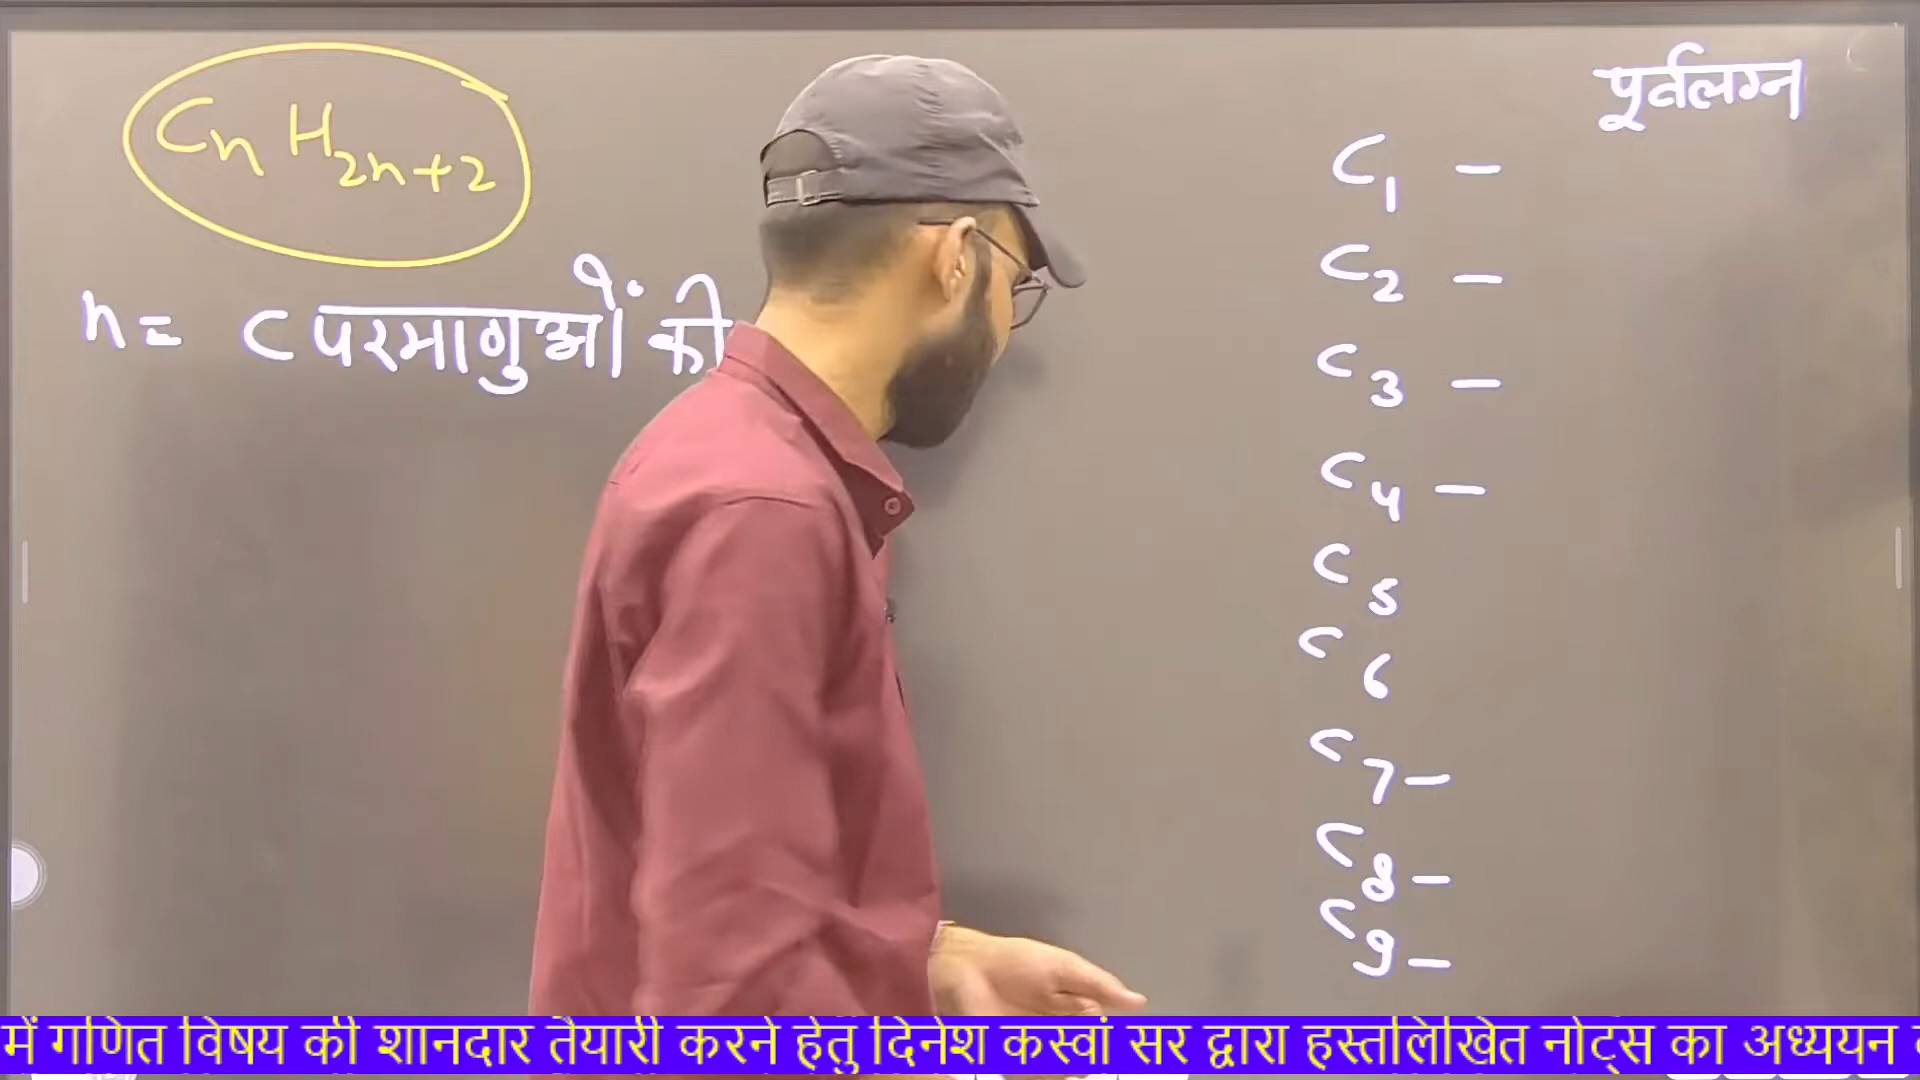 CnH2n+2
n = C परमाणुओं की
पूर्वलग्न
C1 -
C2 -
C3 -
C4 -
C5
C6
C7 -
C8 -
C9 -
में गणित विषय की शानदार तैयारी करने हेतु दिनेश कस्वां सर द्वारा हस्तलिखित नोट्स का अध्ययन